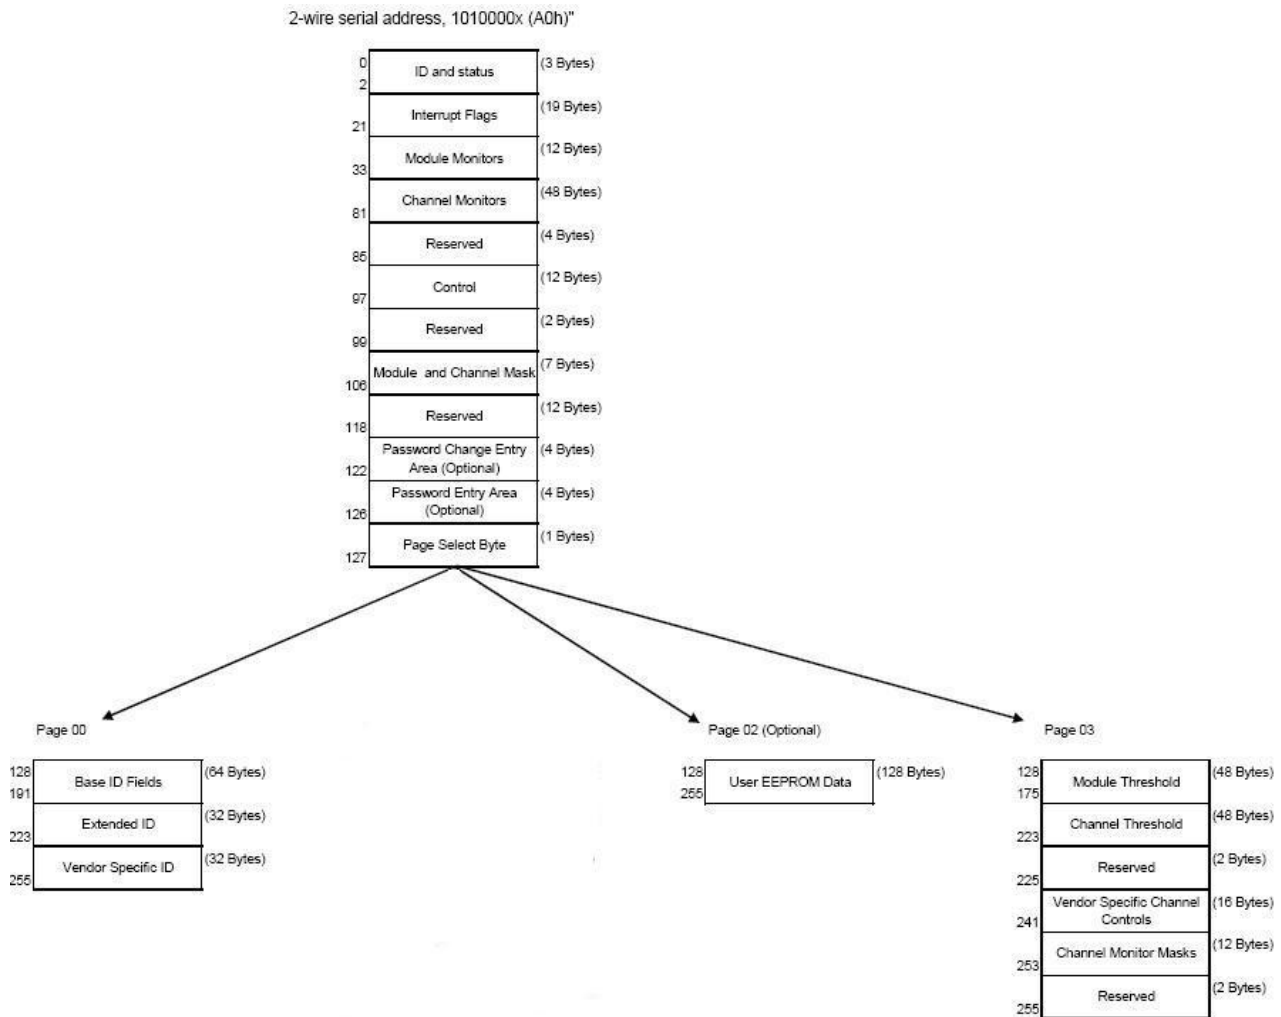 2-wire serial address, 1010000x (A0h)"
0 ID and status (3 Bytes)
2
Interrupt Flags (19 Bytes)
21
Module Monitors (12 Bytes)
33
Channel Monitors (48 Bytes)
81
Reserved (4 Bytes)
85
Control (12 Bytes)
97
Reserved (2 Bytes)
99
Module and Channel Mask (7 Bytes)
106
Reserved (12 Bytes)
118
Password Change Entry (4 Bytes)
Area (Optional)
122
Password Entry Area (4 Bytes)
(Optional)
126
Page Select Byte (1 Bytes)
127
Page 00
128 Base ID Fields (64 Bytes)
191
Extended ID (32 Bytes)
223
Vendor Specific ID (32 Bytes)
255
Page 02 (Optional)
128 User EEPROM Data (128 Bytes)
255
Page 03
128 Module Threshold (48 Bytes)
175
Channel Threshold (48 Bytes)
223
Reserved (2 Bytes)
225
Vendor Specific Channel (16 Bytes)
Controls
241
Channel Monitor Masks (12 Bytes)
253
Reserved (2 Bytes)
255